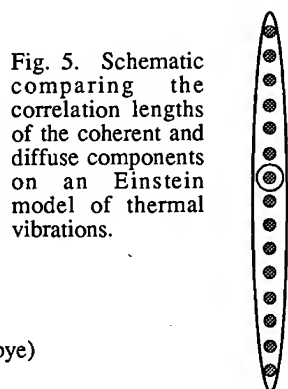 Fig. 5. Schematic
comparing the
correlation lengths
of the coherent and
diffuse components
on an Einstein
model of thermal
vibrations.
bye)